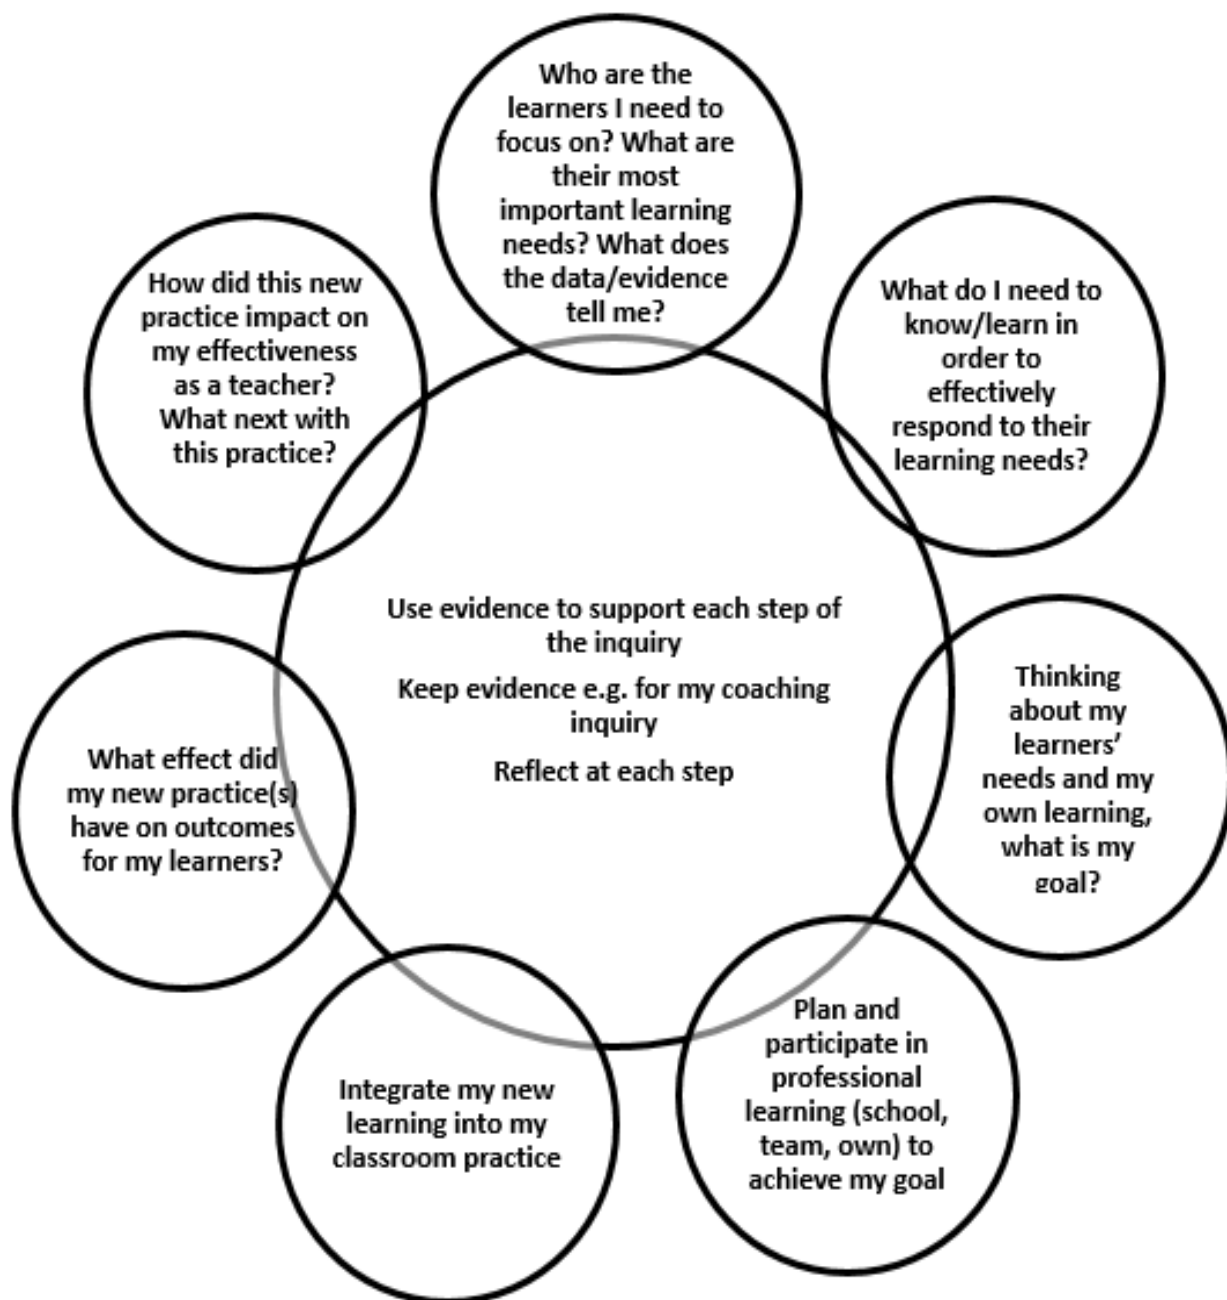 Who are the
learners I need to
focus on? What are
their most
important learning
needs? What does
the data/evidence
tell me?
What do I need to
know/learn in
order to
effectively
respond to their
learning needs?
Thinking
about my
learners’
needs and my
own learning,
what is my
goal?
Plan and
participate in
professional
learning (school,
team, own) to
achieve my goal
Integrate my new
learning into my
classroom practice
What effect did
my new practice(s)
have on outcomes
for my learners?
How did this new
practice impact on
my effectiveness
as a teacher?
What next with
this practice?
Use evidence to support each step of
the inquiry
Keep evidence e.g. for my coaching
inquiry
Reflect at each step